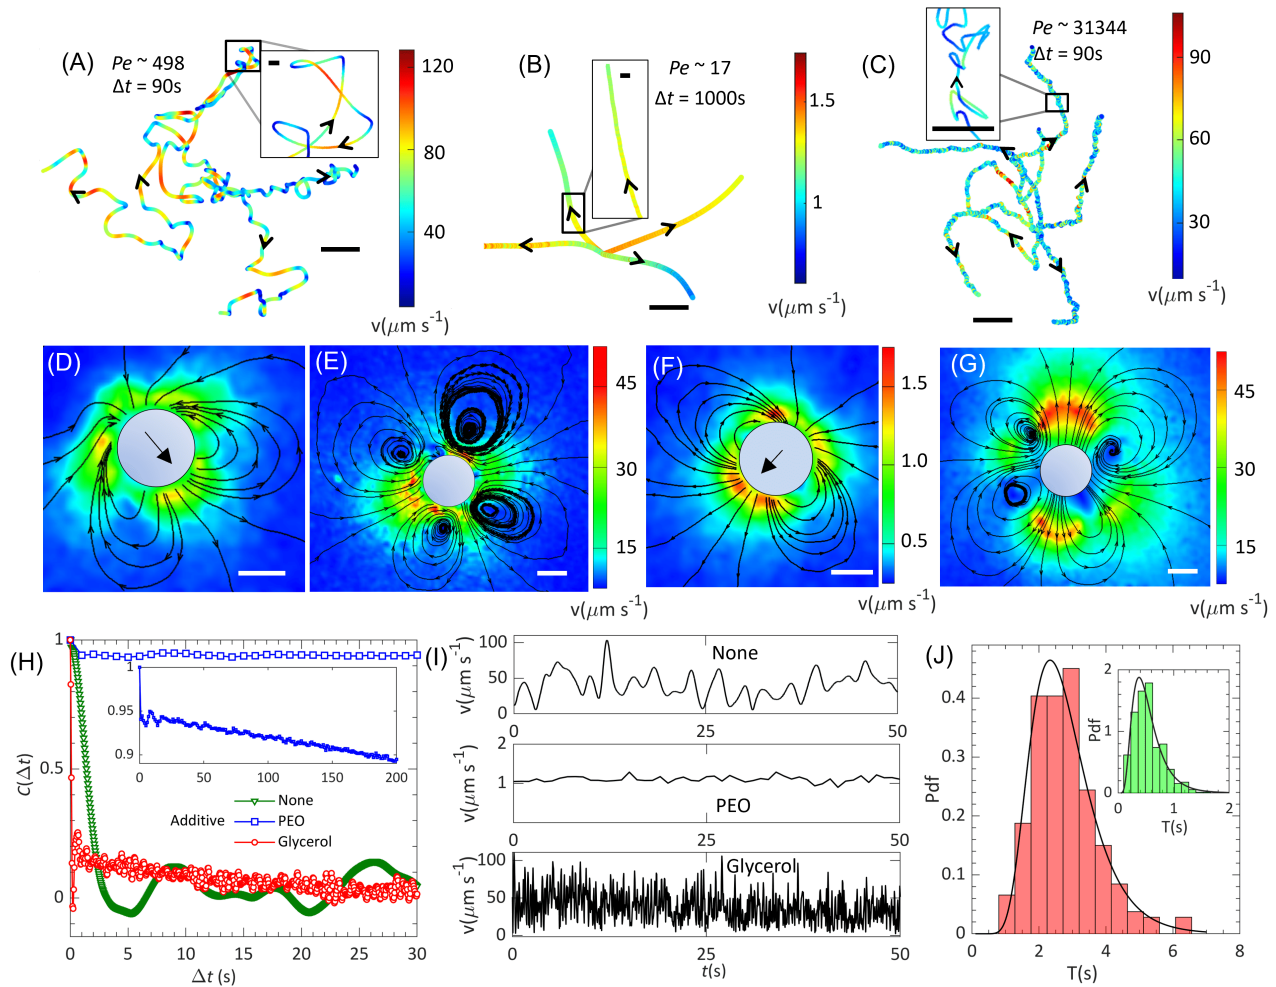 (A)
Pe ~ 498
Δt = 90s
120
80
40
v(μm s⁻¹)
(B)
Pe ~ 17
Δt = 1000s
1.5
1
v(μm s⁻¹)
(C)
Pe ~ 31344
Δt = 90s
90
60
30
v(μm s⁻¹)
(D)
(E)
45
30
15
v(μm s⁻¹)
(F)
1.5
1.0
0.5
v(μm s⁻¹)
(G)
45
30
15
v(μm s⁻¹)
(H)
1
0.5
0
C(Δt)
0 5 10 15 20 25 30
Δt (s)
1
0.95
0.9
0 50 100 150 200
Additive
None
PEO
Glycerol
(I)
v(μm s⁻¹)
100
50
0
None
0 25 50
v(μm s⁻¹)
2
1
0
PEO
0 25 50
v(μm s⁻¹)
100
50
0
Glycerol
0 25 50
t(s)
(J)
Pdf
0.4
0.3
0.2
0.1
0
0 2 4 6 8
T(s)
Pdf
2
1
0
0 1 2
T(s)